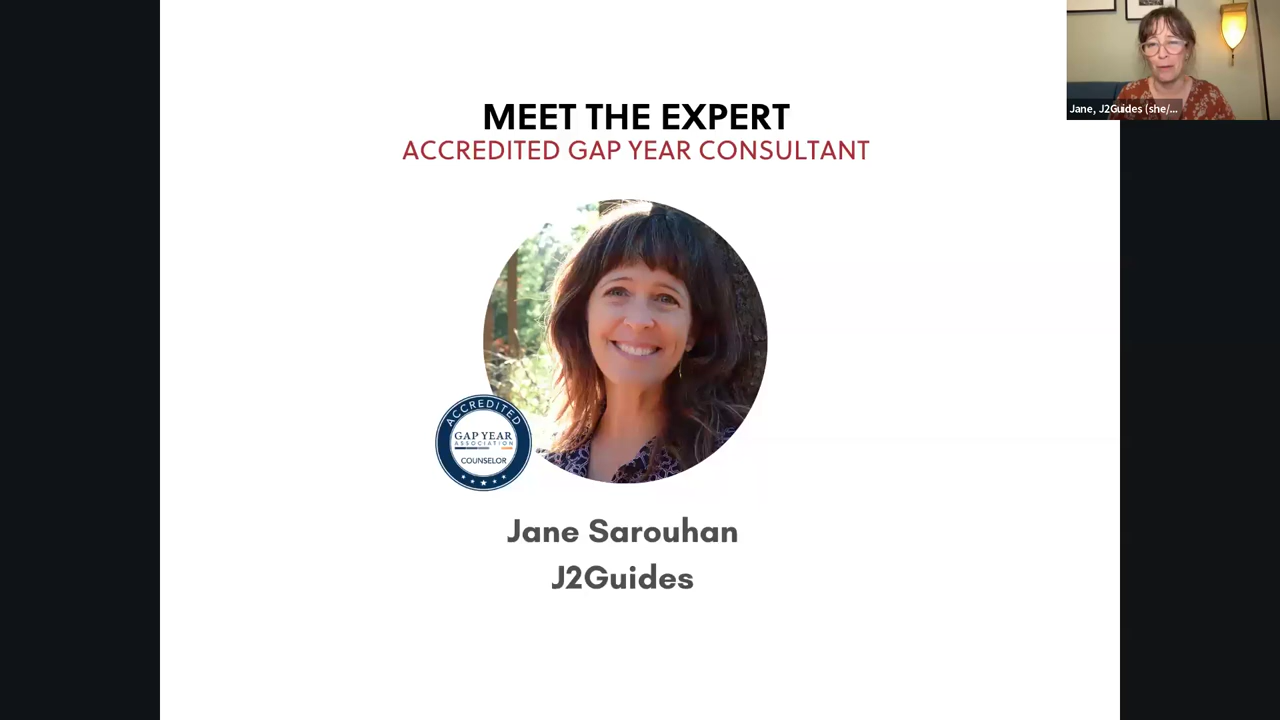 MEET THE EXPERT
ACCREDITED GAP YEAR CONSULTANT
ACCREDITED
GAP YEAR
ASSOCIATION
COUNSELOR
Jane Sarouhan
J2Guides
Jane, J2Guides (she/...